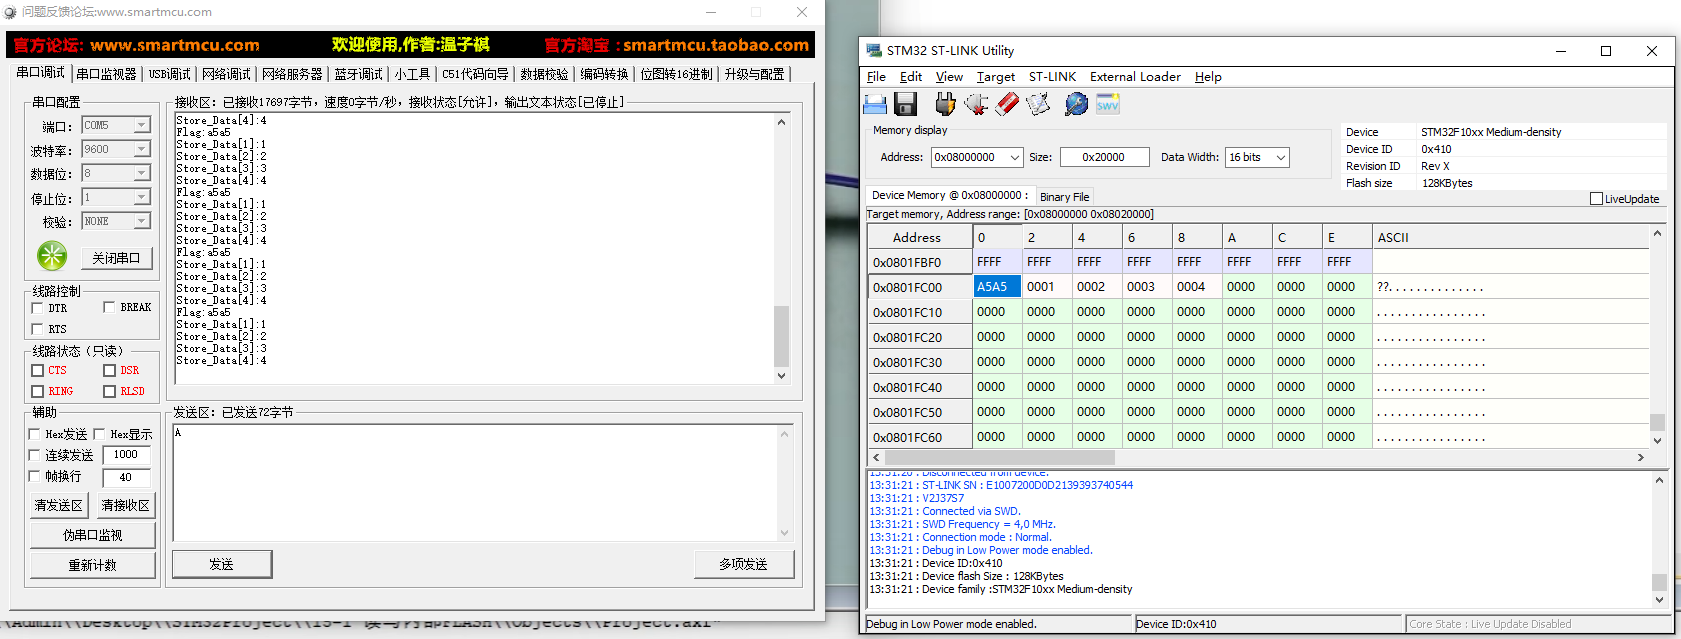 问题反馈论坛:www.smartmcu.com
官方论坛: www.smartmcu.com 欢迎使用,作者:温子祺 官方淘宝 :smartmcu.taobao.com
串口调试 串口监视器 USB调试 网络调试 网络服务器 蓝牙调试 小工具 C51代码向导 数据校验 编码转换 位图转16进制 升级与配置
串口配置
端口: COM5
波特率: 9600
数据位: 8
停止位: 1
校验: NONE
关闭串口
线路控制
DTR BREAK
RTS
线路状态（只读）
CTS DSR
RING RLSD
辅助
Hex发送 Hex显示
连续发送 1000
帧换行 40
清发送区 清接收区
伪串口监视
重新计数
接收区: 已接收17697字节, 速度0字节/秒, 接收状态[允许], 输出文本状态[已停止]
Store_Data[4]:4
Flag:a5a5
Store_Data[1]:1
Store_Data[2]:2
Store_Data[3]:3
Store_Data[4]:4
Flag:a5a5
Store_Data[1]:1
Store_Data[2]:2
Store_Data[3]:3
Store_Data[4]:4
Flag:a5a5
Store_Data[1]:1
Store_Data[2]:2
Store_Data[3]:3
Store_Data[4]:4
Flag:a5a5
Store_Data[1]:1
Store_Data[2]:2
Store_Data[3]:3
Store_Data[4]:4
发送区: 已发送72字节
A
发送 多项发送
\\Admin\\Desktop\\STM32Project\\15-1 读写内部FLASH\\Objects\\Project.axf"
STM32 ST-LINK Utility
File Edit View Target ST-LINK External Loader Help
SWV
Memory display
Address: 0x08000000 Size: 0x20000 Data Width: 16 bits
Device STM32F10xx Medium-density
Device ID 0x410
Revision ID Rev X
Flash size 128KBytes
LiveUpdate
Device Memory @ 0x08000000 : Binary File
Target memory, Address range: [0x08000000 0x08020000]
Address 0 2 4 6 8 A C E ASCII
0x0801FBF0 FFFF FFFF FFFF FFFF FFFF FFFF FFFF FFFF
0x0801FC00 A5A5 0001 0002 0003 0004 0000 0000 0000 ??..............
0x0801FC10 0000 0000 0000 0000 0000 0000 0000 0000 ................
0x0801FC20 0000 0000 0000 0000 0000 0000 0000 0000 ................
0x0801FC30 0000 0000 0000 0000 0000 0000 0000 0000 ................
0x0801FC40 0000 0000 0000 0000 0000 0000 0000 0000 ................
0x0801FC50 0000 0000 0000 0000 0000 0000 0000 0000 ................
0x0801FC60 0000 0000 0000 0000 0000 0000 0000 0000 ................
13:31:20 : Disconnected from device.
13:31:21 : ST-LINK SN : E1007200D0D2139393740544
13:31:21 : V2J37S7
13:31:21 : Connected via SWD.
13:31:21 : SWD Frequency = 4,0 MHz.
13:31:21 : Connection mode : Normal.
13:31:21 : Debug in Low Power mode enabled.
13:31:21 : Device ID:0x410
13:31:21 : Device flash Size : 128KBytes
13:31:21 : Device family :STM32F10xx Medium-density
Debug in Low Power mode enabled. Device ID:0x410 Core State : Live Update Disabled